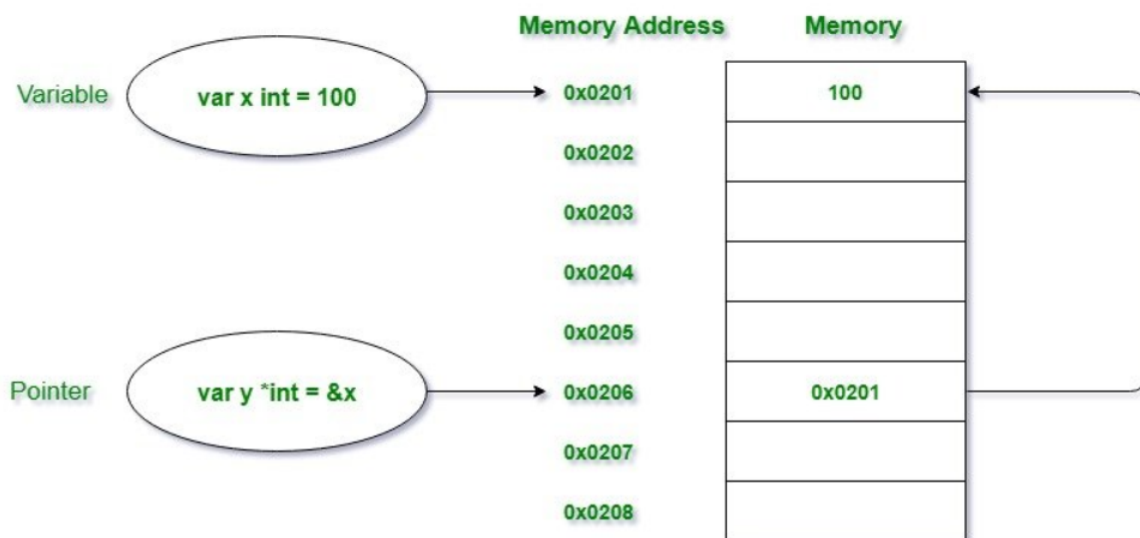 Memory Address Memory
Variable var x int = 100 0x0201 100
0x0202
0x0203
0x0204
0x0205
Pointer var y *int = &x 0x0206 0x0201
0x0207
0x0208